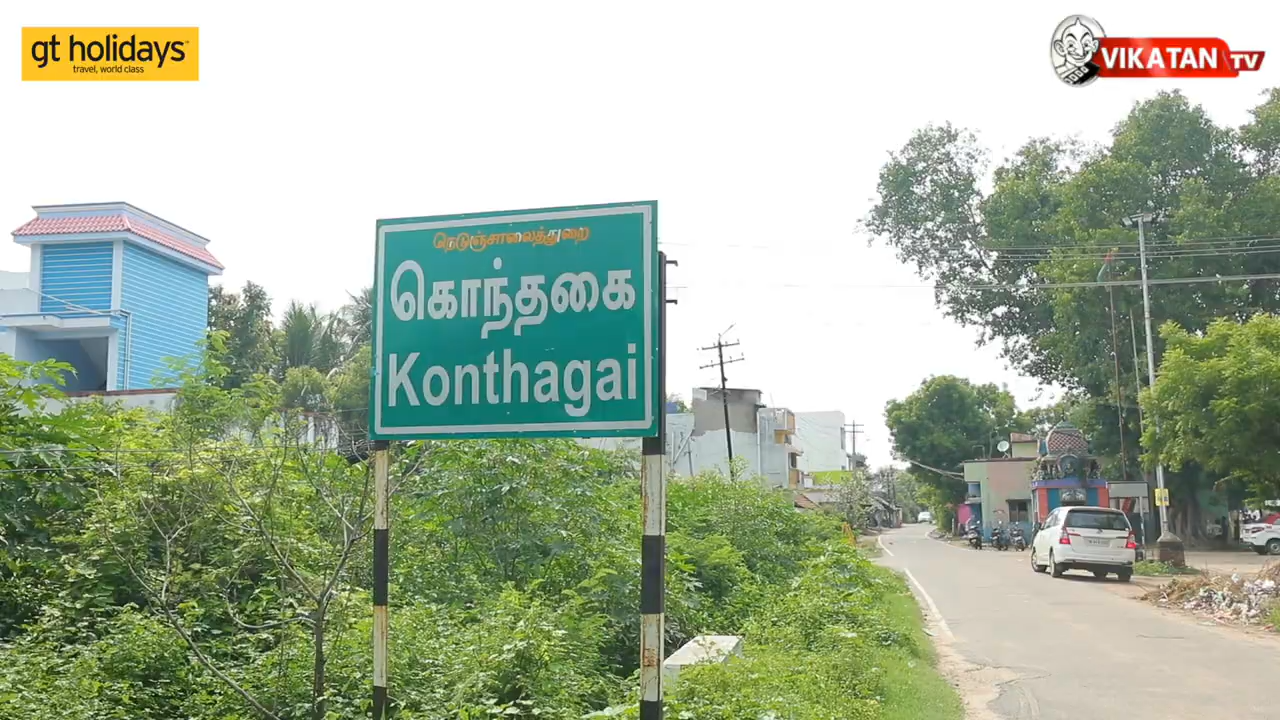 gt holidays
travel, world class
VIKATAN TV
நெடுஞ்சாலைத்துறை
கொந்தகை
Konthagai